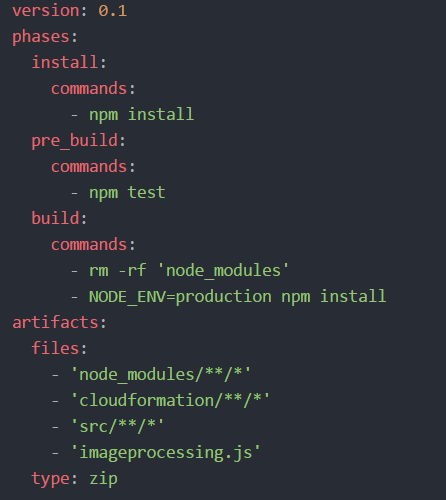 version: 0.1
phases:
  install:
    commands:
      - npm install
  pre_build:
    commands:
      - npm test
  build:
    commands:
      - rm -rf 'node_modules'
      - NODE_ENV=production npm install
artifacts:
  files:
    - 'node_modules/**/*'
    - 'cloudformation/**/*'
    - 'src/**/*'
    - 'imageprocessing.js'
  type: zip